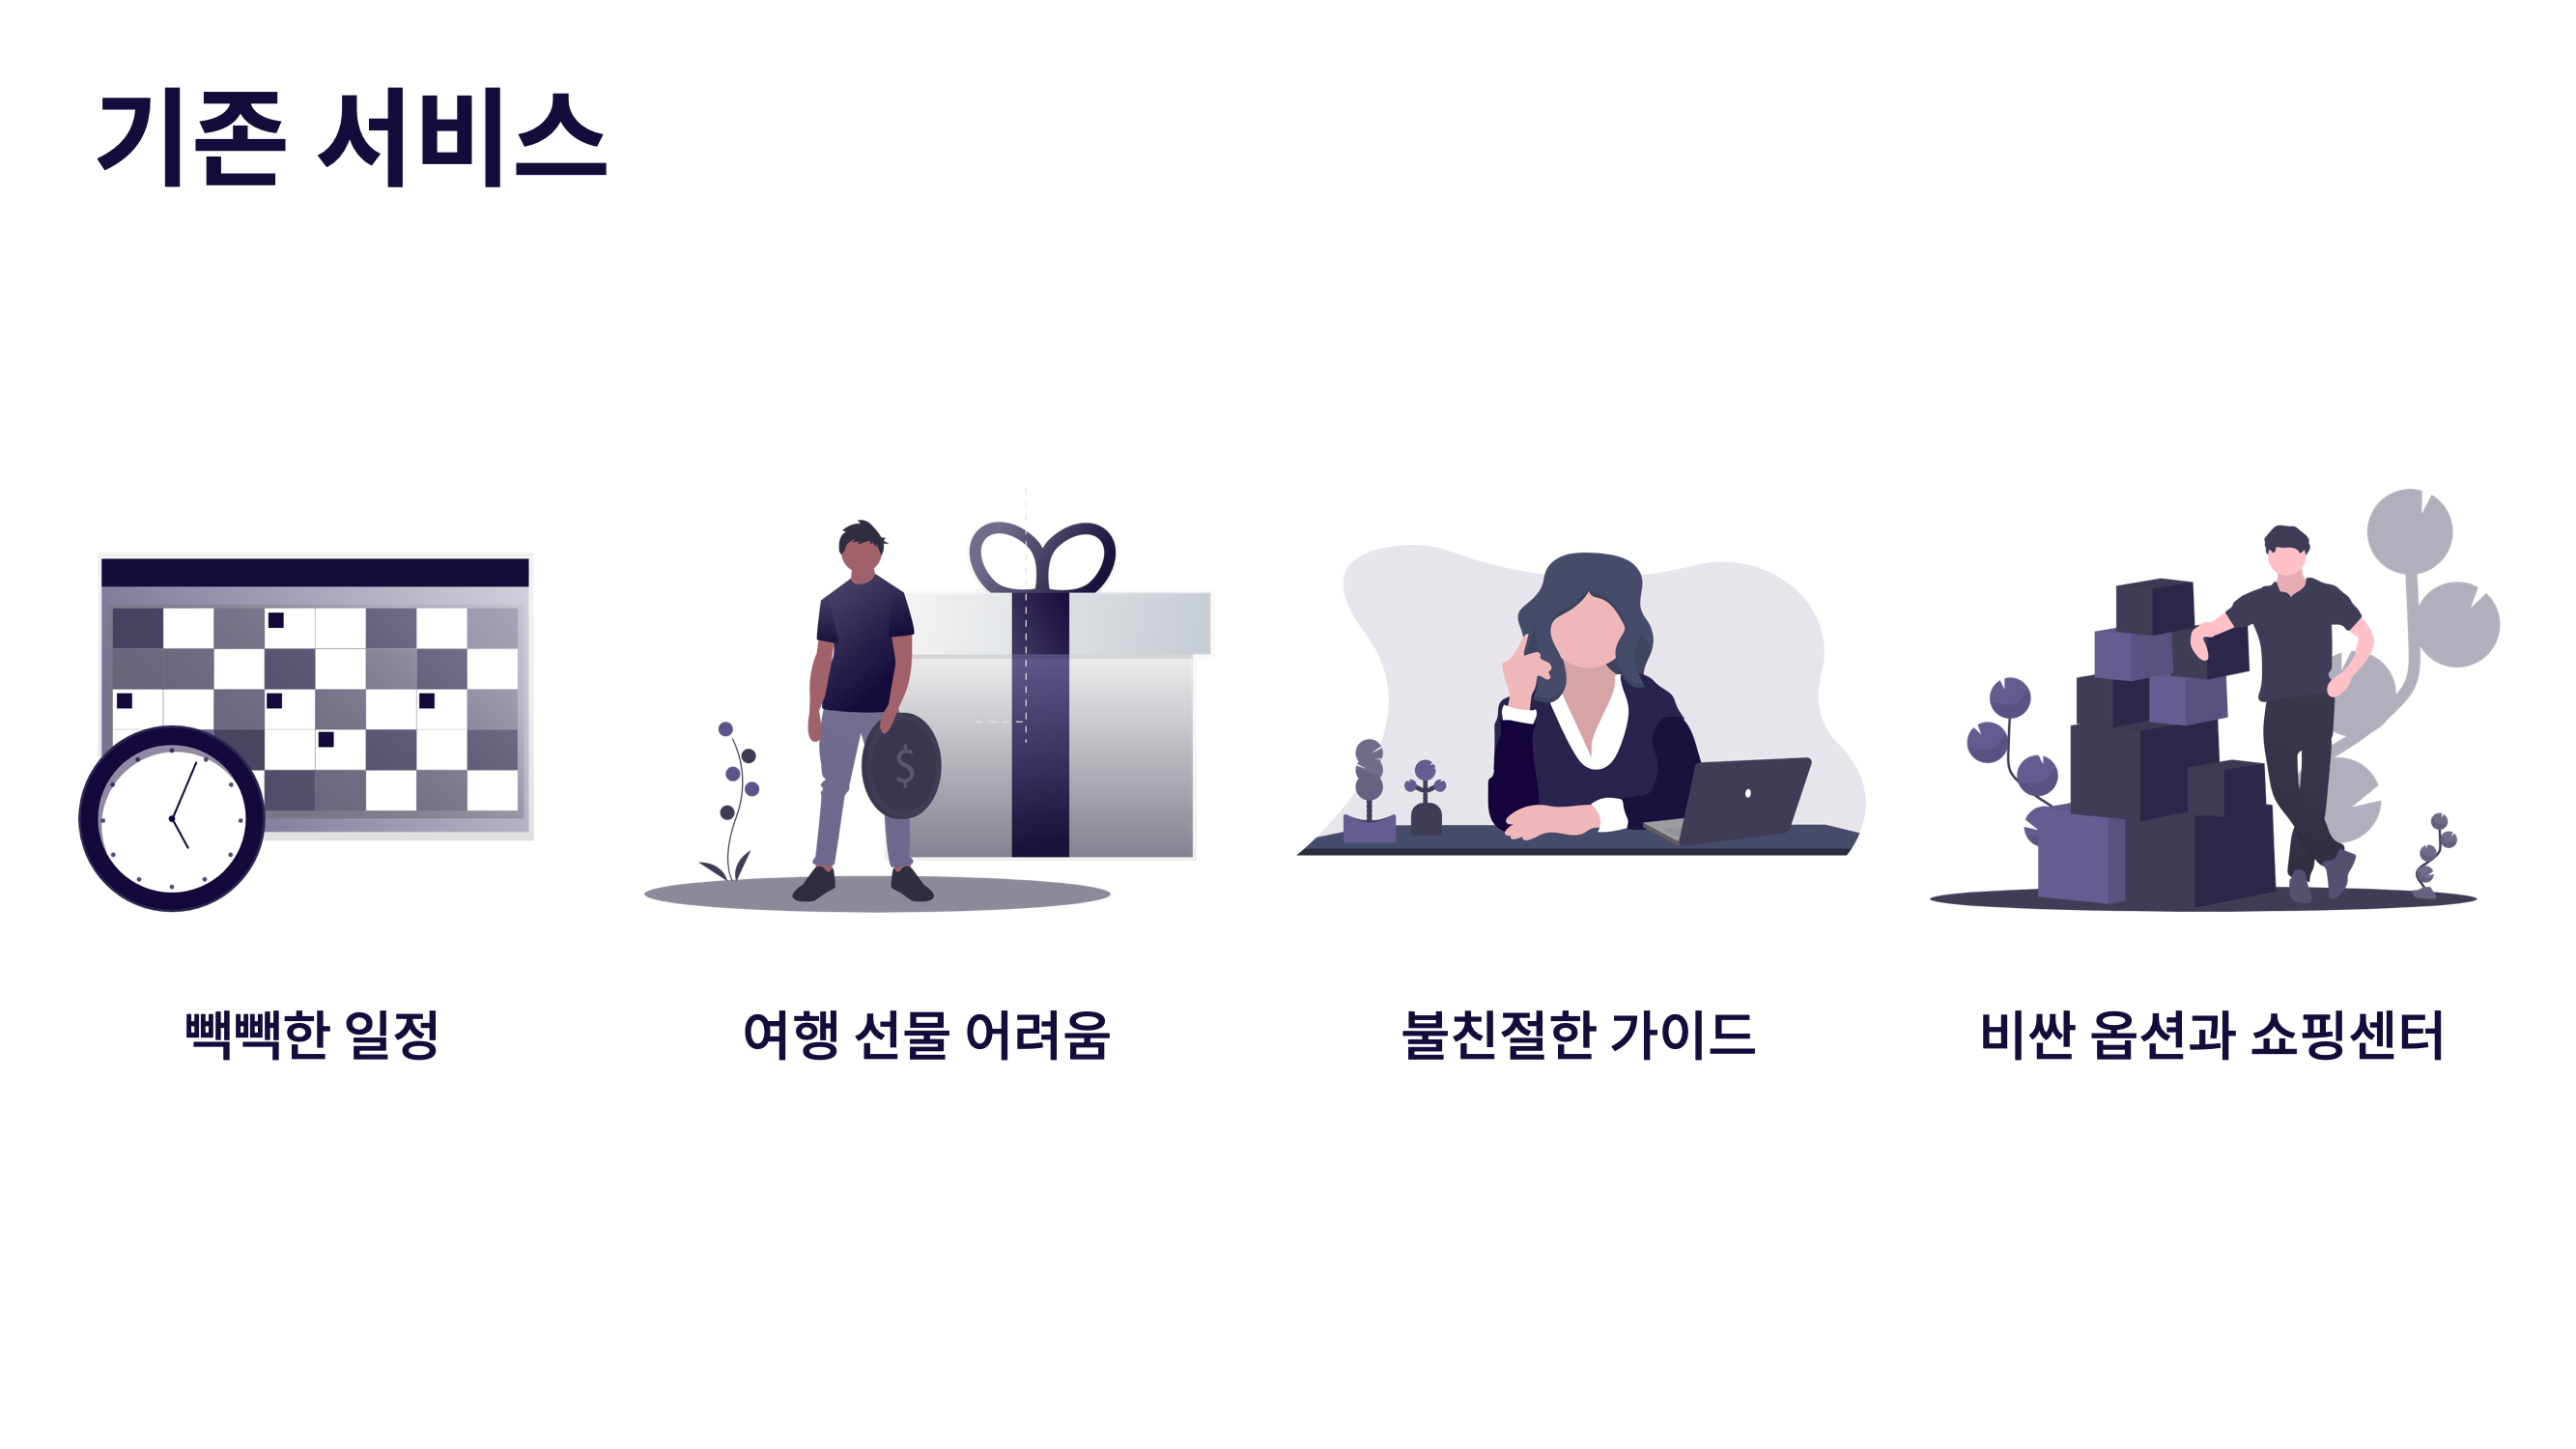 기존 서비스
$
빽빽한 일정
여행 선물 어려움
불친절한 가이드
비싼 옵션과 쇼핑센터